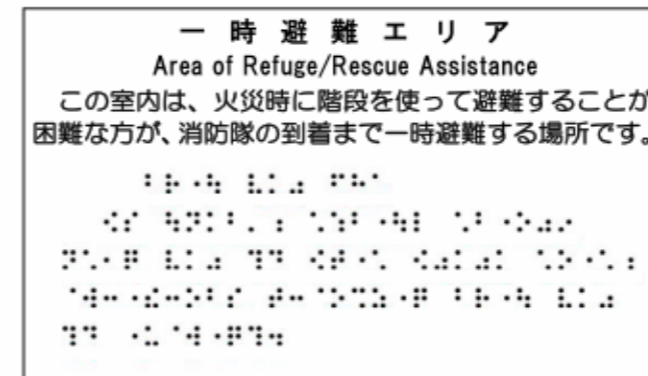 一時避難エリア
Area of Refuge/Rescue Assistance
この室内は、火災時に階段を使って避難することが
困難な方が、消防隊の到着まで一時避難する場所です。
⠃⠗⠐⠳ ⠧⠅⠴ ⠋⠓⠁
⠪⠎ ⠳⠝⠅⠃⠄⠰ ⠡⠱⠃⠐⠳⠇ ⠡⠃⠐⠕⠴⠔
⠝⠡⠂⠟ ⠧⠅⠴ ⠹⠙ ⠪⠞⠐⠡ ⠪⠴⠅⠴⠅ ⠡⠕⠐⠡⠰
⠈⠺⠒⠐⠮⠒⠕⠃⠎ ⠞⠒⠈⠕⠩⠵⠐⠟ ⠃⠗⠐⠳ ⠧⠅⠴
⠹⠙ ⠐⠥⠈⠺⠐⠟⠹⠲